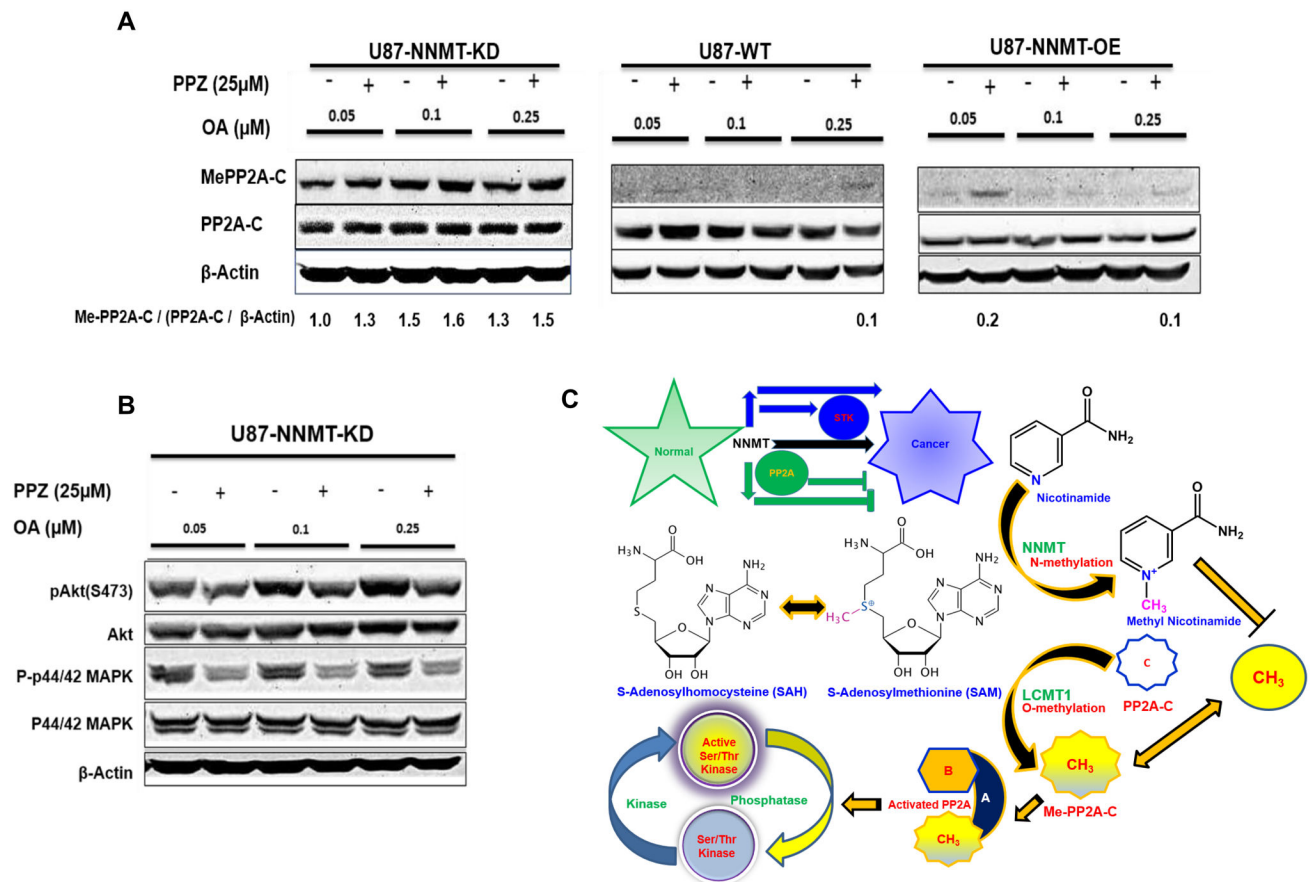 A
U87-NNMT-KD
U87-WT
U87-NNMT-OE
PPZ (25µM)
- + - + - +
- + - + - +
- + - + - +
OA (µM)
0.05 0.1 0.25
0.05 0.1 0.25
0.05 0.1 0.25
MePP2A-C
PP2A-C
β-Actin
Me-PP2A-C / (PP2A-C / β-Actin)
1.0 1.3 1.5 1.6 1.3 1.5
0.1
0.2 0.1
B
U87-NNMT-KD
PPZ (25µM)
- + - + - +
OA (µM)
0.05 0.1 0.25
pAkt(S473)
Akt
P-p44/42 MAPK
P44/42 MAPK
β-Actin
C
Normal
NNMT
STK
PP2A
Cancer
O
NH2
N
Nicotinamide
NNMT
N-methylation
O
NH2
N+
CH3
Methyl Nicotinamide
O
H3N
OH
S
NH2
N
N
N
N
O
OH OH
S-Adenosylhomocysteine (SAH)
O
H3N
OH
S⊕
H3C
NH2
N
N
N
N
O
OH OH
S-Adenosylmethionine (SAM)
CH3
C
PP2A-C
LCMT1
O-methylation
CH3
Me-PP2A-C
B
A
Activated PP2A
CH3
Active
Ser/Thr
Kinase
Kinase
Phosphatase
Ser/Thr
Kinase